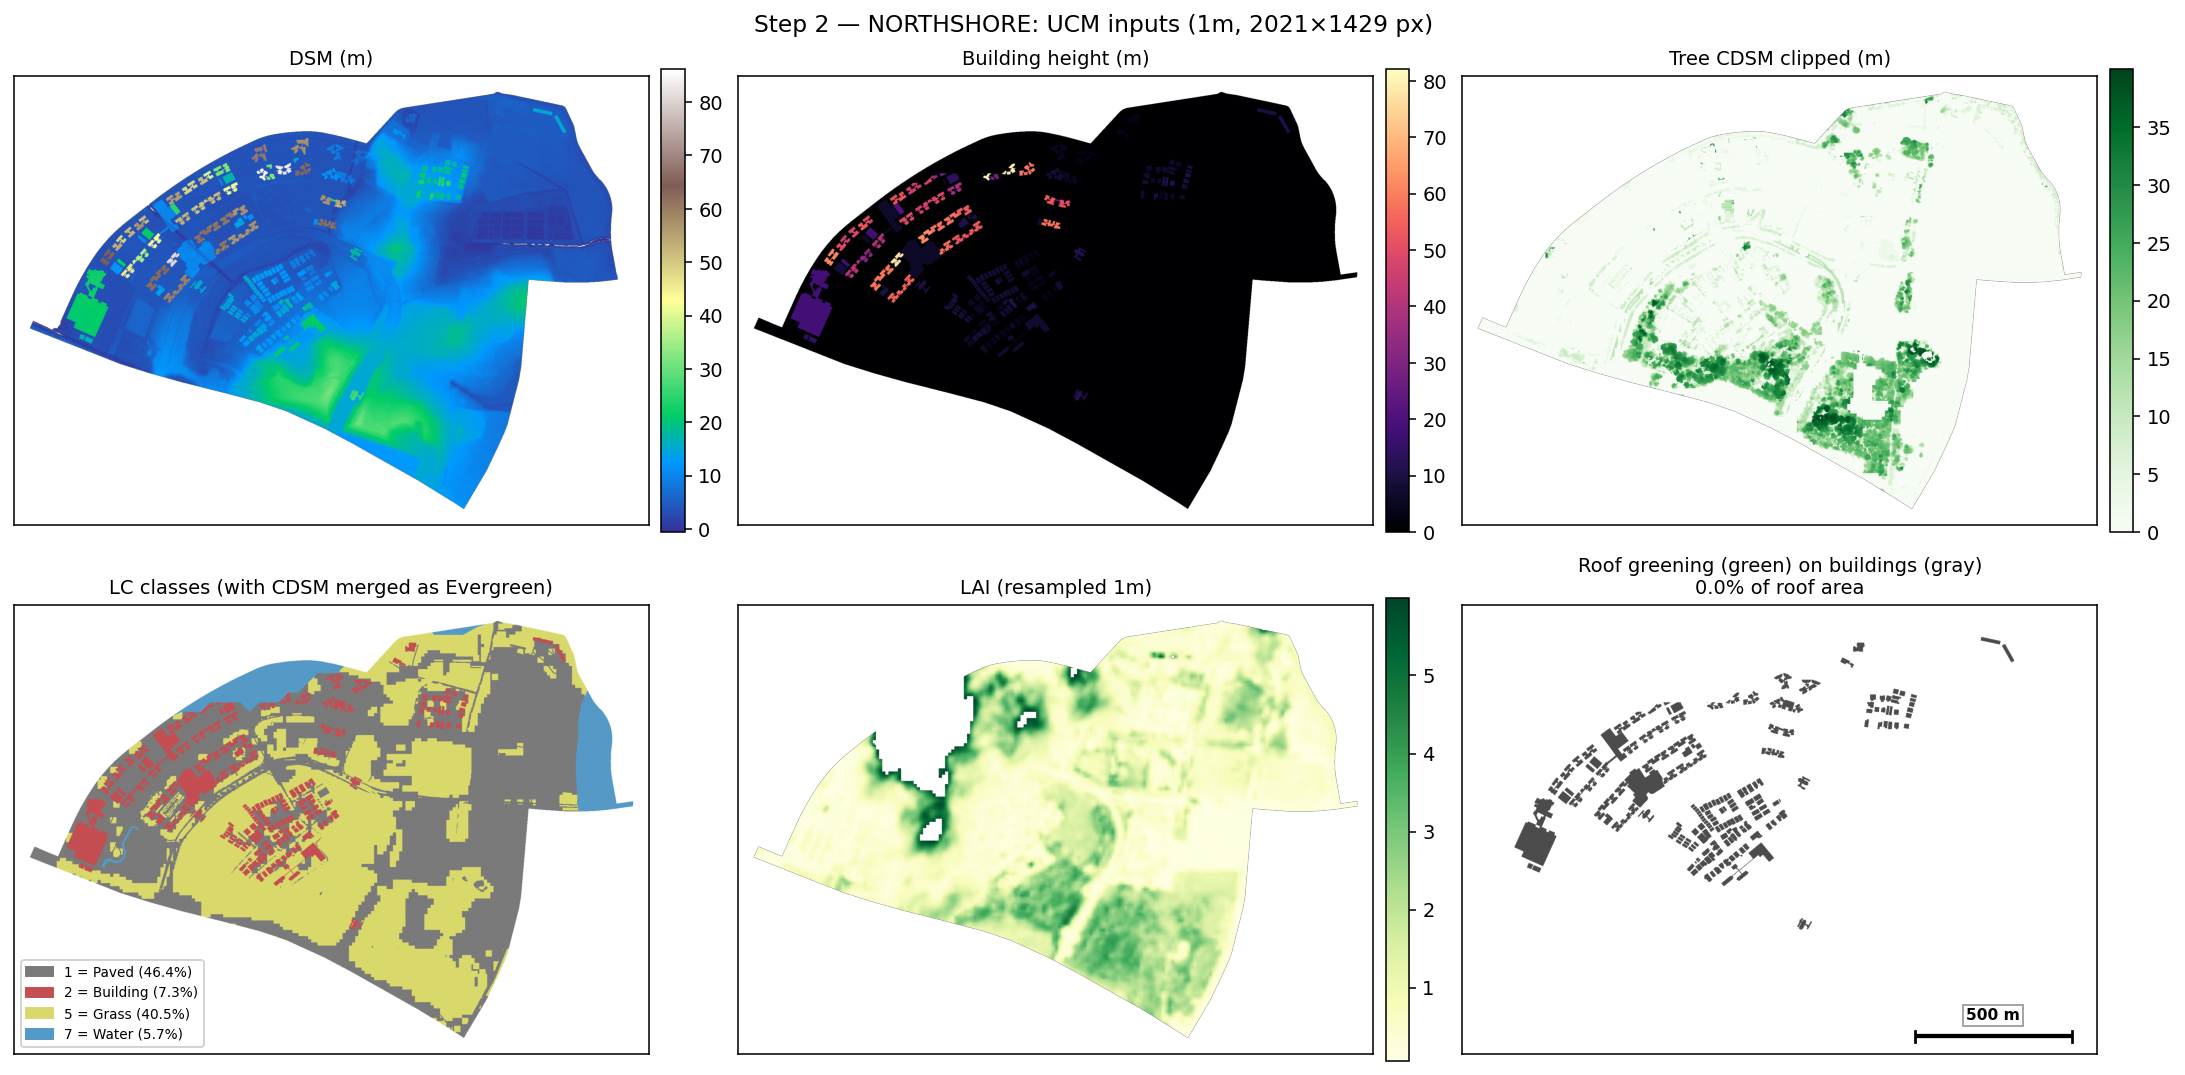 Step 2 — NORTHSHORE: UCM inputs (1m, 2021×1429 px)
DSM (m)
80
70
60
50
40
30
20
10
0
Building height (m)
80
70
60
50
40
30
20
10
0
Tree CDSM clipped (m)
35
30
25
20
15
10
5
0
LC classes (with CDSM merged as Evergreen)
1 = Paved (46.4%)
2 = Building (7.3%)
5 = Grass (40.5%)
7 = Water (5.7%)
LAI (resampled 1m)
5
4
3
2
1
Roof greening (green) on buildings (gray)
0.0% of roof area
500 m